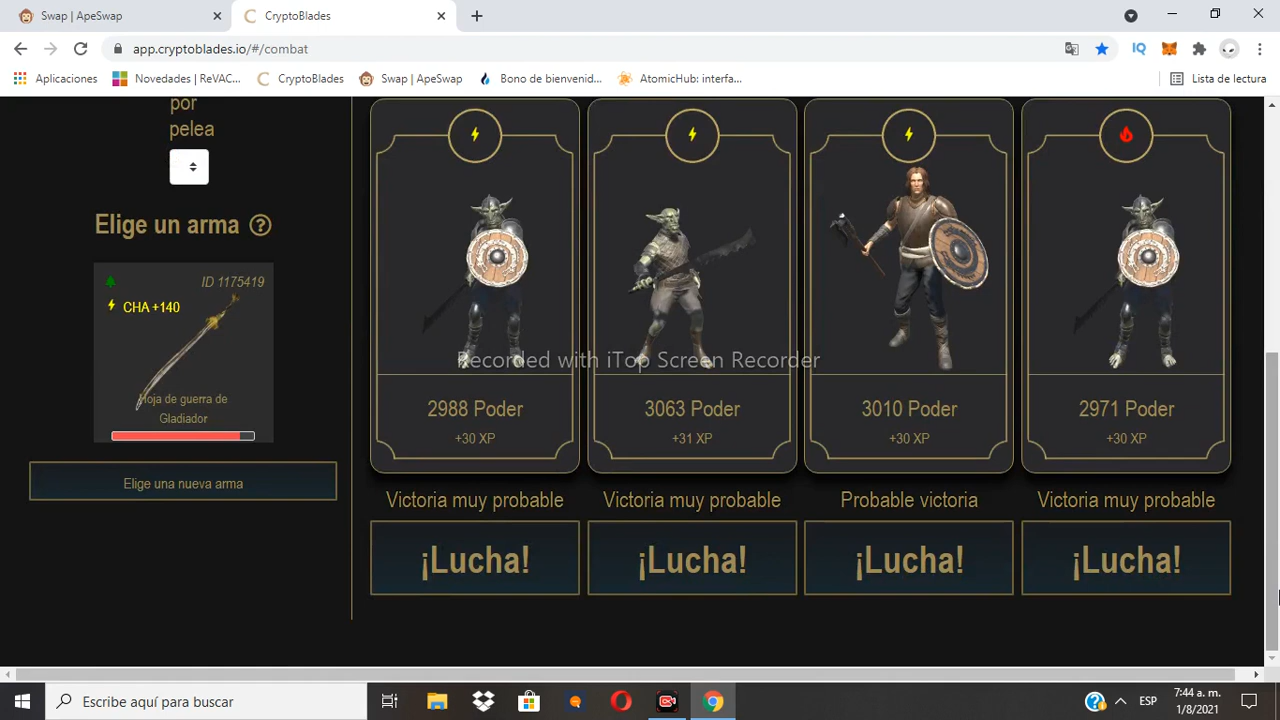 Swap | ApeSwap
CryptoBlades
app.cryptoblades.io/#/combat
Aplicaciones
Novedades | ReVAC...
CryptoBlades
Swap | ApeSwap
Bono de bienvenid...
AtomicHub: interfa...
Lista de lectura
por
pelea
Elige un arma ?
ID 1175419
CHA +140
Hoja de guerra de
Gladiador
Elige una nueva arma
2988 Poder
+30 XP
Victoria muy probable
¡Lucha!
3063 Poder
+31 XP
Victoria muy probable
¡Lucha!
3010 Poder
+30 XP
Probable victoria
¡Lucha!
2971 Poder
+30 XP
Victoria muy probable
¡Lucha!
Recorded with iTop Screen Recorder
Escribe aquí para buscar
ESP
7:44 a. m.
1/8/2021